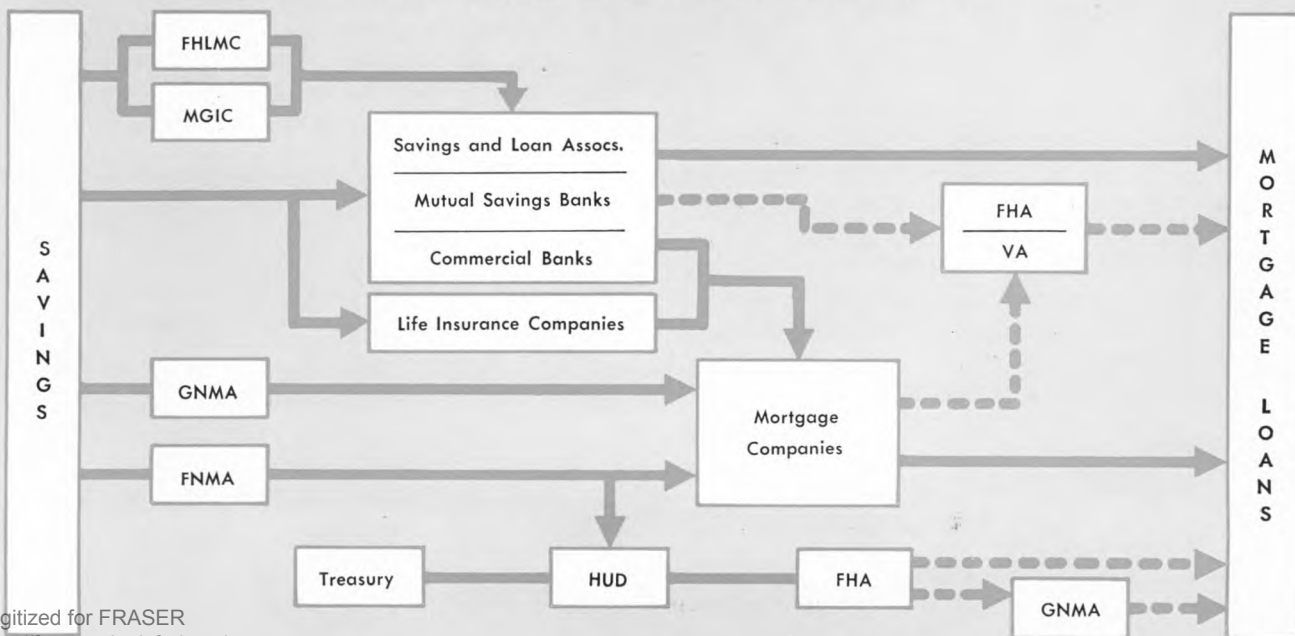 SAVINGS
FHLMC
MGIC
Savings and Loan Assocs.
Mutual Savings Banks
Commercial Banks
Life Insurance Companies
GNMA
FNMA
Mortgage
Companies
FHA
VA
Treasury
HUD
FHA
GNMA
MORTGAGE LOANS
gitized for FRASER